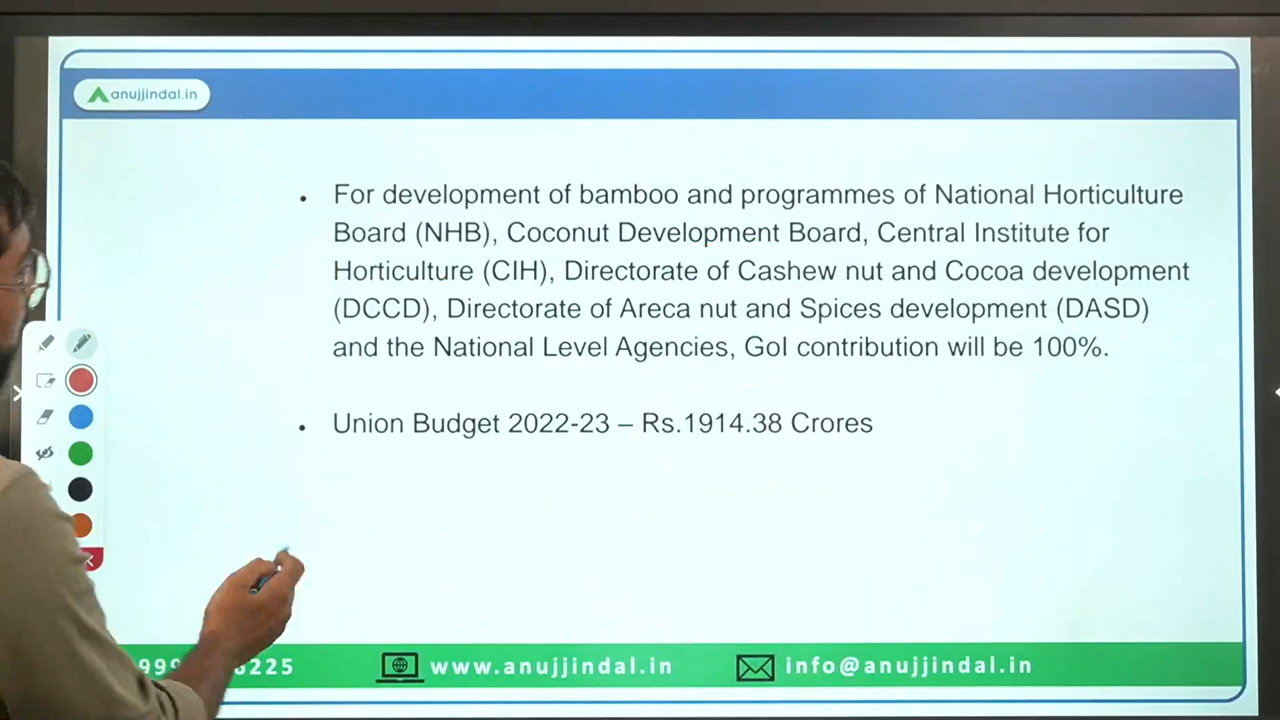 anujjindal.in
• For development of bamboo and programmes of National Horticulture
Board (NHB), Coconut Development Board, Central Institute for
Horticulture (CIH), Directorate of Cashew nut and Cocoa development
(DCCD), Directorate of Areca nut and Spices development (DASD)
and the National Level Agencies, GoI contribution will be 100%.
• Union Budget 2022-23 – Rs.1914.38 Crores
www.anujjindal.in info@anujjindal.in